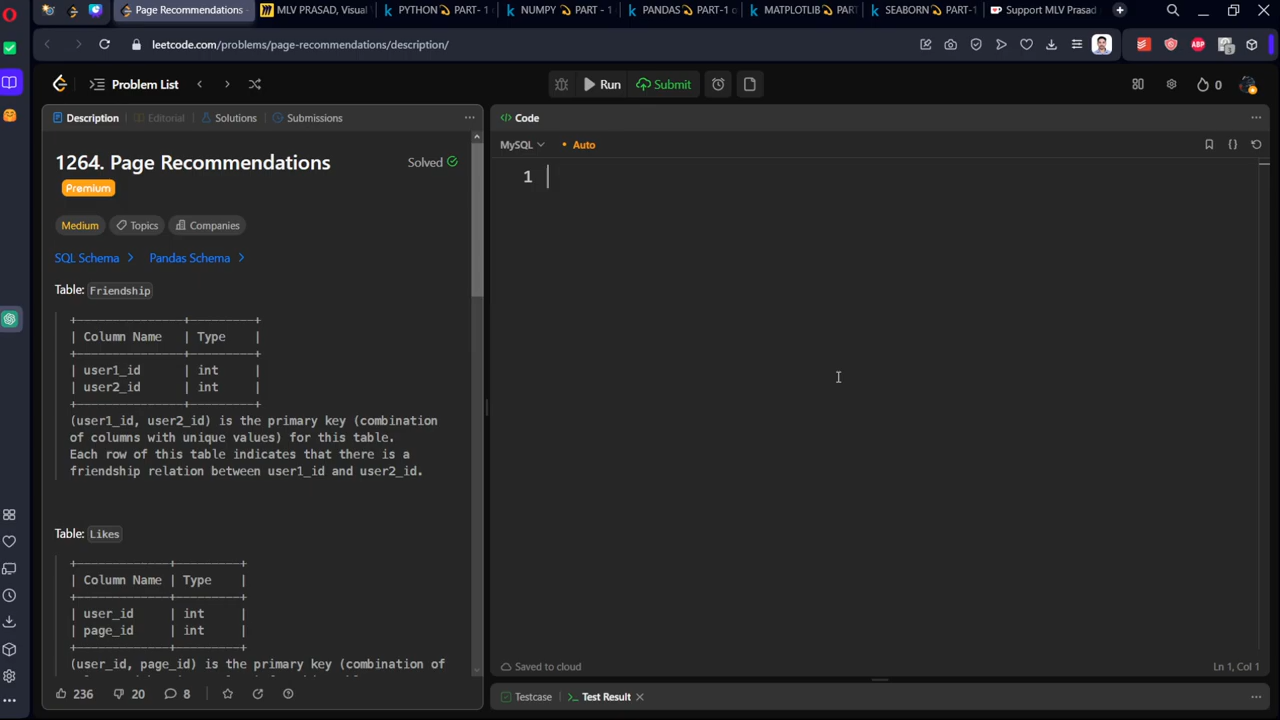 Page Recommendations -
MLV PRASAD, Visual
PYTHON PART- 1
NUMPY PART - 1
PANDAS PART-1 o
MATPLOTLIB PART
SEABORN PART-1
Support MLV Prasad
leetcode.com/problems/page-recommendations/description/
Problem List
Run
Submit
0
Description
Editorial
Solutions
Submissions
Code
MySQL
Auto
1264. Page Recommendations
Solved
Premium
Medium
Topics
Companies
SQL Schema
Pandas Schema
Table: Friendship
+---------------+---------+
| Column Name | Type |
+---------------+---------+
| user1_id | int |
| user2_id | int |
+---------------+---------+
(user1_id, user2_id) is the primary key (combination
of columns with unique values) for this table.
Each row of this table indicates that there is a
friendship relation between user1_id and user2_id.
Table: Likes
+-------------+---------+
| Column Name | Type |
+-------------+---------+
| user_id | int |
| page_id | int |
+-------------+---------+
(user_id, page_id) is the primary key (combination of
236
20
8
1
Saved to cloud
Ln 1, Col 1
Testcase
Test Result